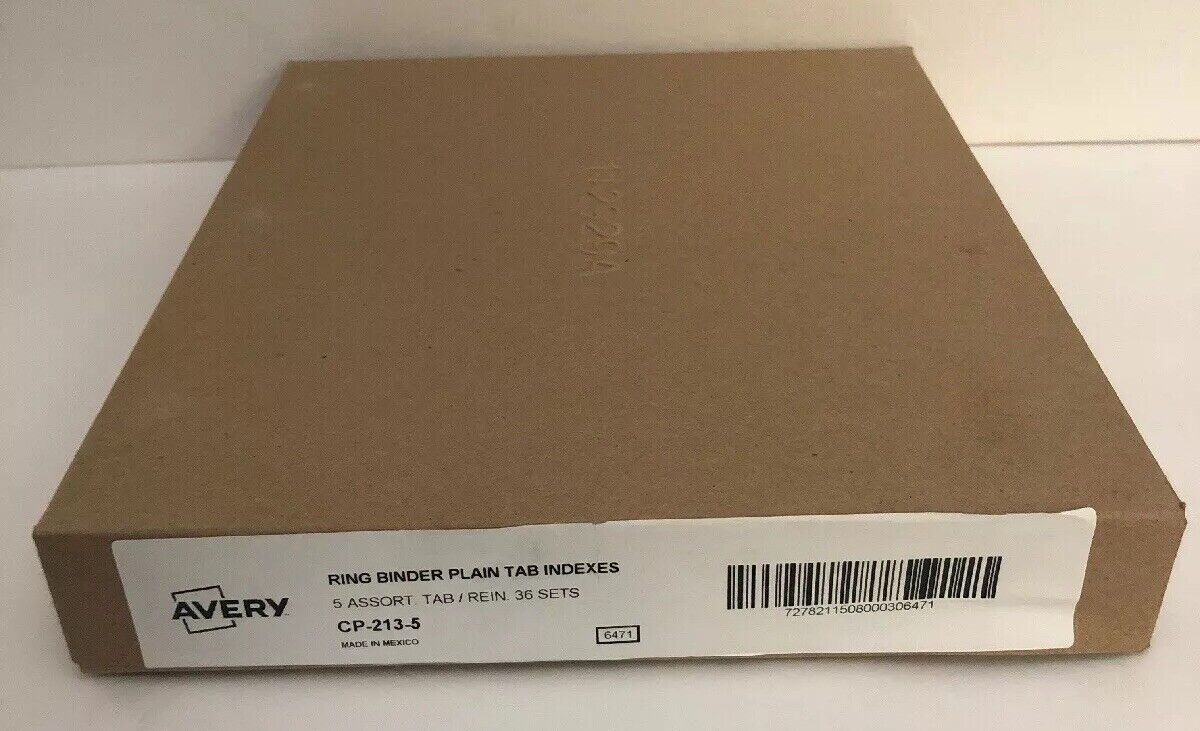 AVERY
RING BINDER PLAIN TAB INDEXES
5 ASSORT. TAB / REIN. 36 SETS
CP-213-5
MADE IN MEXICO
6471
7278211508000306471